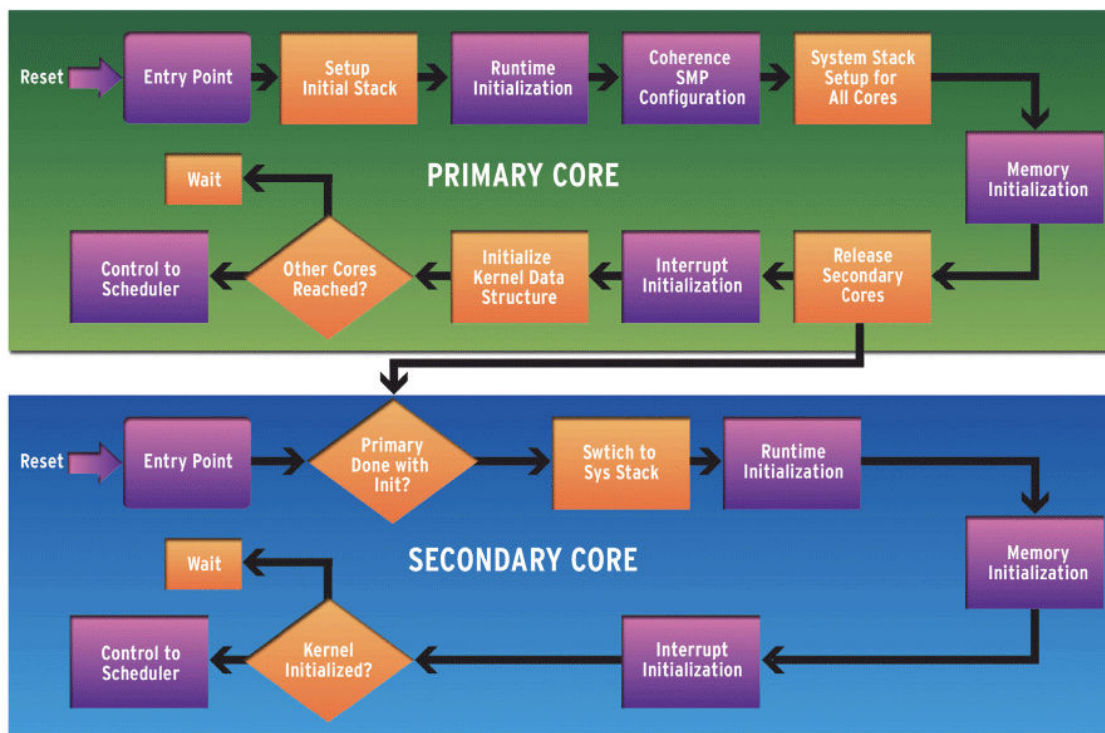 Reset
Entry Point
Setup
Initial Stack
Runtime
Initialization
Coherence
SMP
Configuration
System Stack
Setup for
All Cores
Memory
Initialization
PRIMARY CORE
Wait
Release
Secondary
Cores
Interrupt
Initialization
Initialize
Kernel Data
Structure
Other Cores
Reached?
Control to
Scheduler
Reset
Entry Point
Primary
Done with
Init?
Swtich to
Sys Stack
Runtime
Initialization
Memory
Initialization
SECONDARY CORE
Wait
Interrupt
Initialization
Kernel
Initialized?
Control to
Scheduler